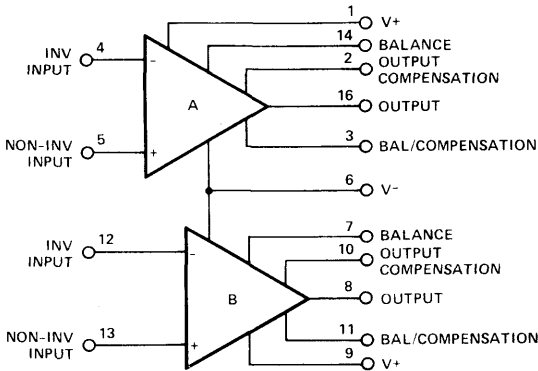 1 V+
14 BALANCE
INV INPUT 4
2 OUTPUT COMPENSATION
-
A
16 OUTPUT
NON-INV INPUT 5
+
3 BAL/COMPENSATION
6 V-
7 BALANCE
INV INPUT 12
10 OUTPUT COMPENSATION
-
B
8 OUTPUT
NON-INV INPUT 13
+
11 BAL/COMPENSATION
9 V+